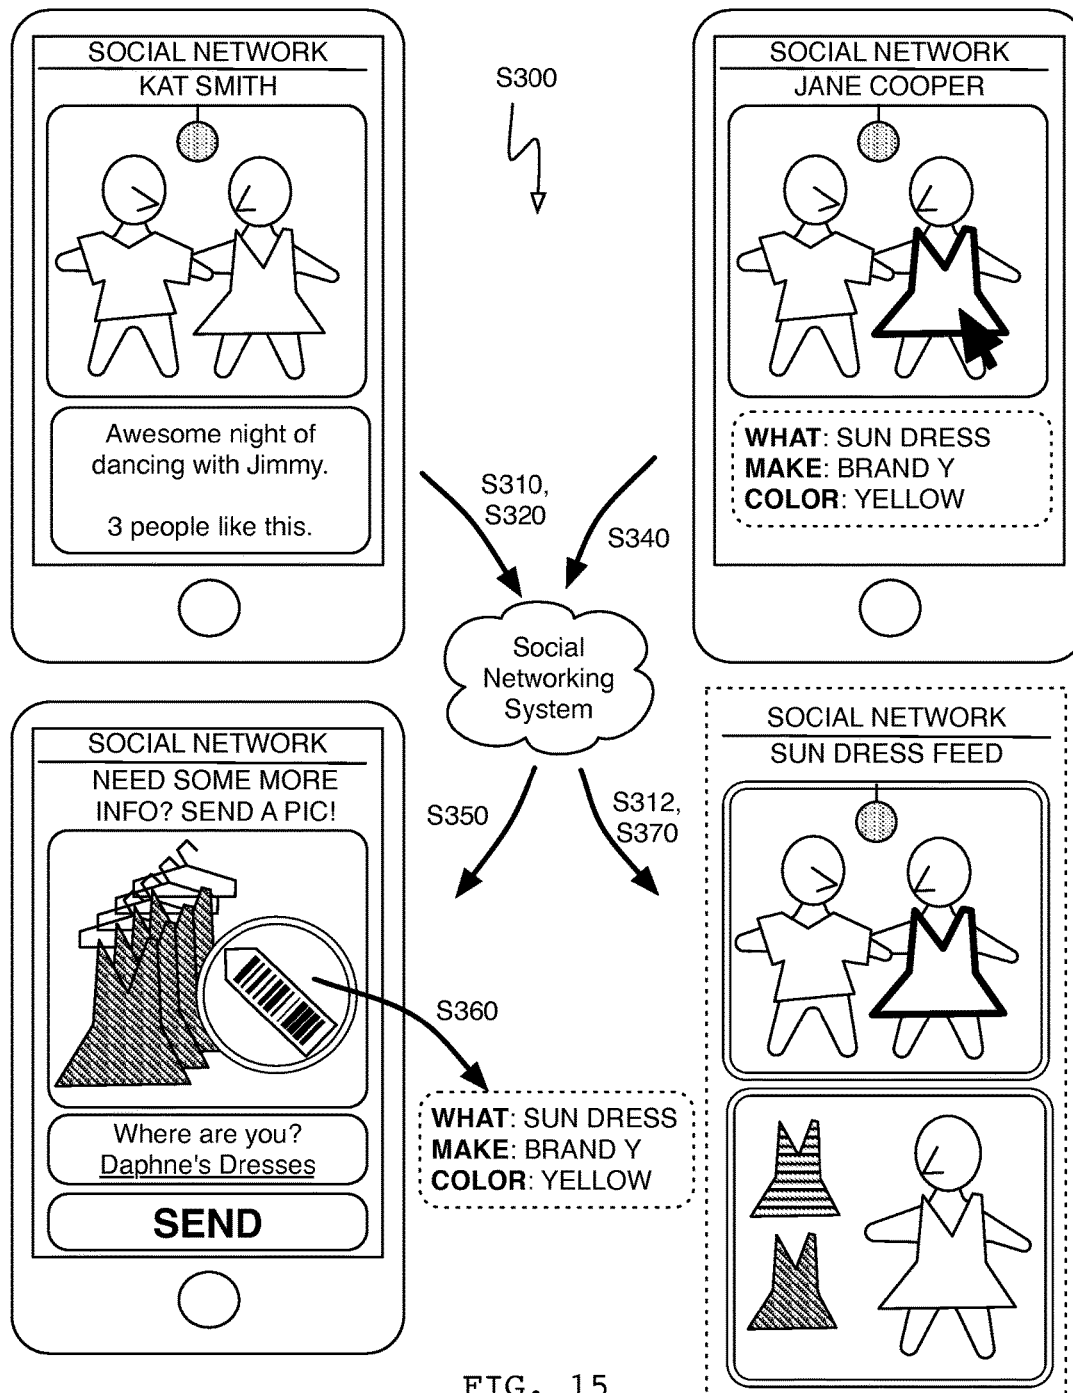 SOCIAL NETWORK
KAT SMITH
Awesome night of
dancing with Jimmy.
3 people like this.
S300
SOCIAL NETWORK
JANE COOPER
WHAT: SUN DRESS
MAKE: BRAND Y
COLOR: YELLOW
S310,
S320
S340
Social
Networking
System
S350
S312,
S370
SOCIAL NETWORK
NEED SOME MORE
INFO? SEND A PIC!
Where are you?
Daphne's Dresses
SEND
S360
WHAT: SUN DRESS
MAKE: BRAND Y
COLOR: YELLOW
SOCIAL NETWORK
SUN DRESS FEED
FIG. 15